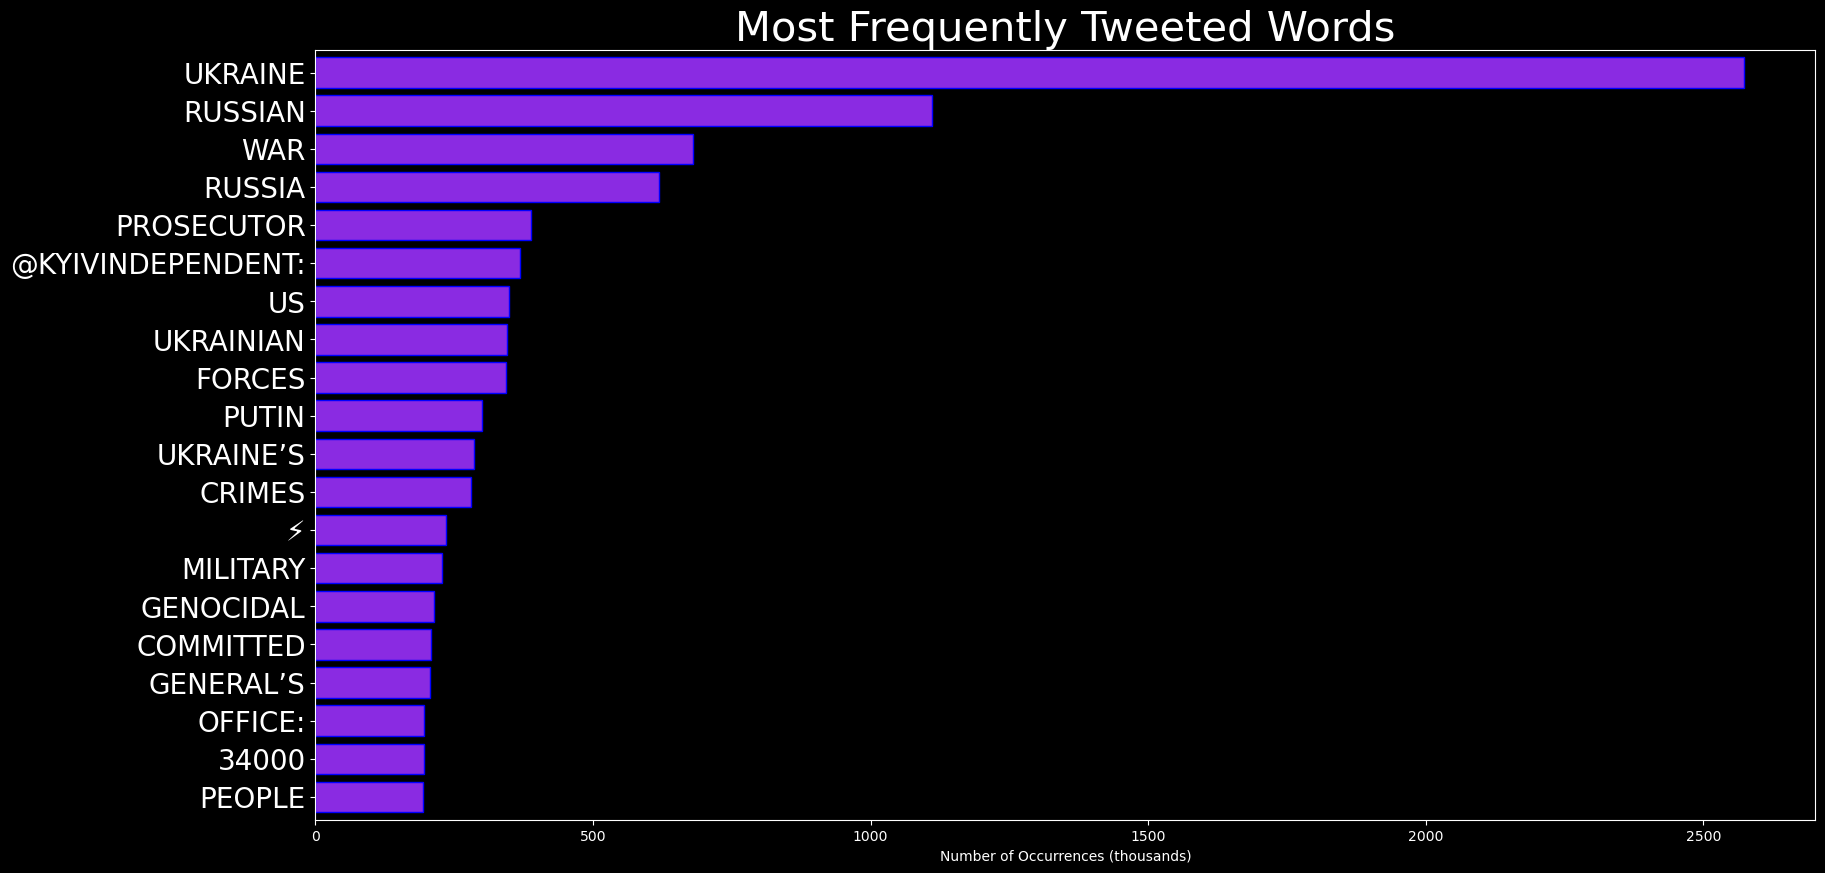 Most Frequently Tweeted Words
UKRAINE
RUSSIAN
WAR
RUSSIA
PROSECUTOR
@KYIVINDEPENDENT:
US
UKRAINIAN
FORCES
PUTIN
UKRAINE’S
CRIMES
⚡
MILITARY
GENOCIDAL
COMMITTED
GENERAL’S
OFFICE:
34000
PEOPLE
0 500 1000 1500 2000 2500
Number of Occurrences (thousands)